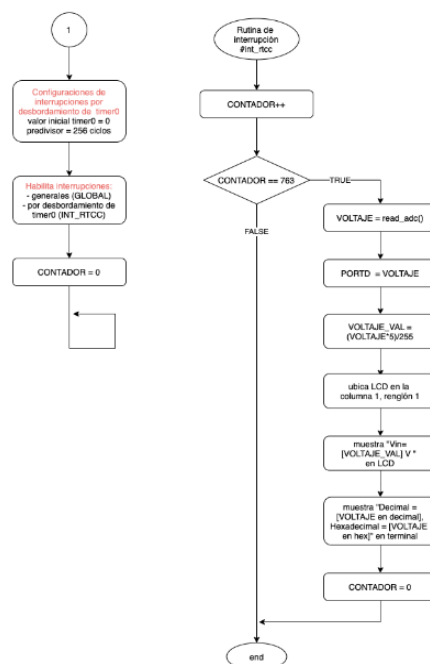 1
Configuraciones de
interrupciones por
desbordamiento de timer0
valor inicial timer0 = 0
predivisor = 256 ciclos
Habilita interrupciones:
- generales (GLOBAL)
- por desbordamiento de
timer0 (INT_RTCC)
CONTADOR = 0
Rutina de
interrupción
#int_rtcc
CONTADOR++
CONTADOR == 763
TRUE
FALSE
VOLTAJE = read_adc()
PORTD = VOLTAJE
VOLTAJE_VAL =
(VOLTAJE*5)/255
ubica LCD en la
columna 1, renglón 1
muestra "Vin=
[VOLTAJE_VAL] V "
en LCD
muestra "Decimal =
[VOLTAJE en decimal],
Hexadecimal = [VOLTAJE
en hex]" en terminal
CONTADOR = 0
end